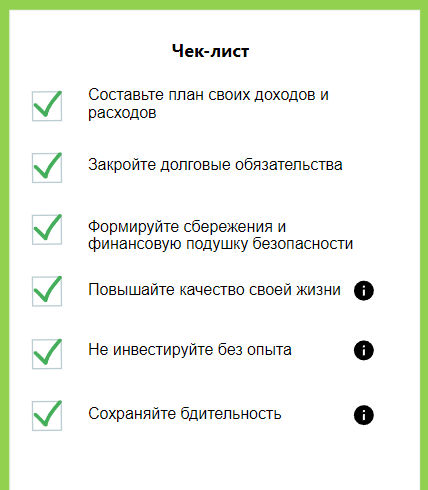 Чек-лист
Составьте план своих доходов и
расходов
Закройте долговые обязательства
Формируйте сбережения и
финансовую подушку безопасности
Повышайте качество своей жизни
Не инвестируйте без опыта
Сохраняйте бдительность